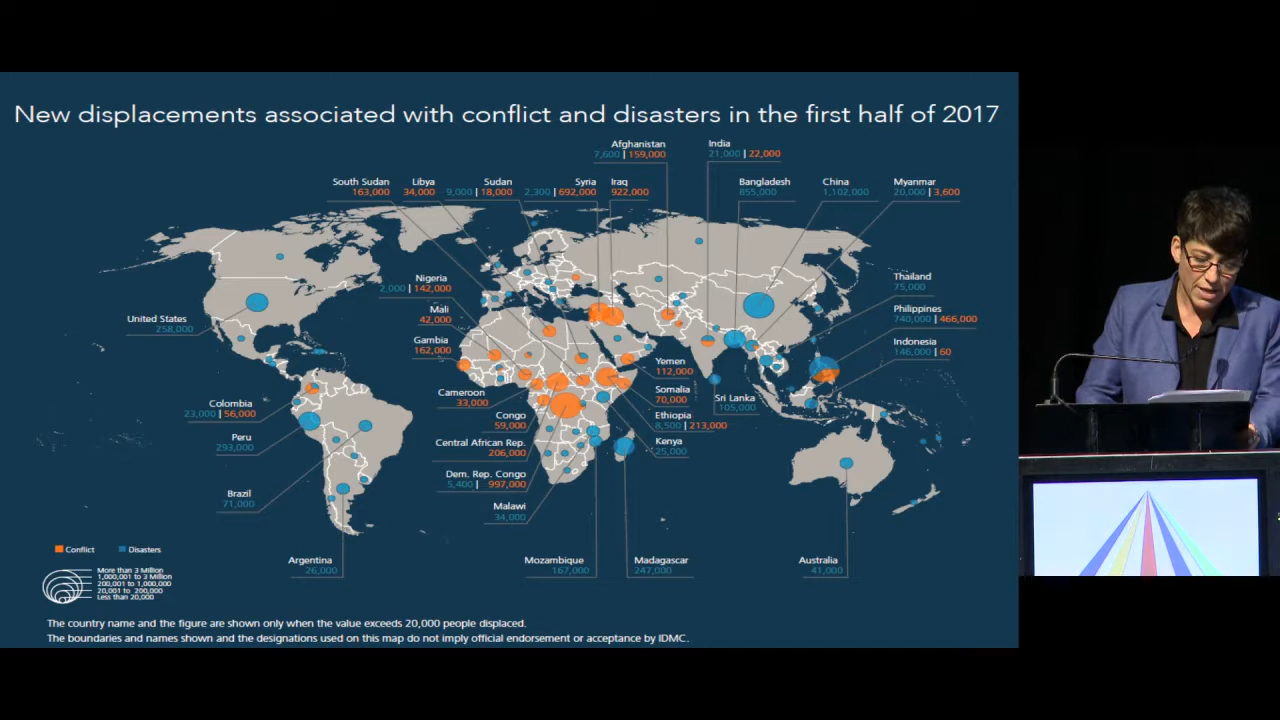 New displacements associated with conflict and disasters in the first half of 2017
Afghanistan
7,600 | 159,000
India
21,000 | 22,000
South Sudan
163,000
Libya
34,000
Sudan
9,000 | 18,000
Syria
2,300 | 692,000
Iraq
922,000
Bangladesh
855,000
China
1,102,000
Myanmar
20,000 | 3,600
Nigeria
2,000 | 142,000
Mali
42,000
Gambia
162,000
United States
258,000
Thailand
75,000
Philippines
740,000 | 466,000
Indonesia
146,000 | 60
Yemen
112,000
Somalia
70,000
Ethiopia
8,500 | 213,000
Kenya
25,000
Sri Lanka
105,000
Cameroon
33,000
Congo
59,000
Central African Rep.
206,000
Dem. Rep. Congo
5,400 | 997,000
Malawi
34,000
Colombia
23,000 | 56,000
Peru
293,000
Brazil
71,000
Argentina
26,000
Mozambique
167,000
Madagascar
247,000
Australia
41,000
Conflict
Disasters
More than 3 Million
1,000,001 to 3 Million
200,001 to 1,000,000
20,001 to 200,000
Less than 20,000
The country name and the figure are shown only when the value exceeds 20,000 people displaced.
The boundaries and names shown and the designations used on this map do not imply official endorsement or acceptance by IDMC.